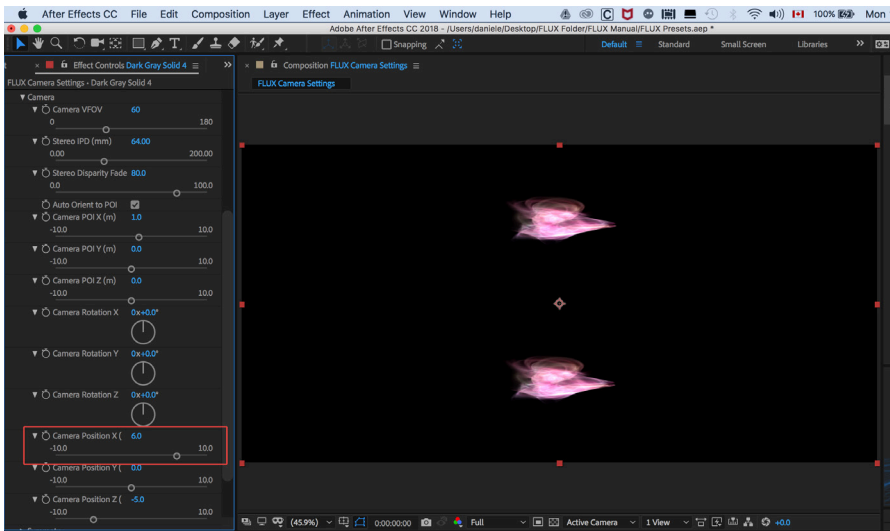 After Effects CC File Edit Composition Layer Effect Animation View Window Help 100% Mon
Adobe After Effects CC 2018 - /Users/daniele/Desktop/FLUX Folder/FLUX Manual/FLUX Presets.aep *
Snapping Default Standard Small Screen Libraries
Effect Controls Dark Gray Solid 4
Composition FLUX Camera Settings
FLUX Camera Settings • Dark Gray Solid 4
FLUX Camera Settings
Camera
Camera VFOV 60
0 180
Stereo IPD (mm) 64.00
0.00 200.00
Stereo Disparity Fade 80.0
0.0 100.0
Auto Orient to POI
Camera POI X (m) 1.0
-10.0 10.0
Camera POI Y (m) 0.0
-10.0 10.0
Camera POI Z (m) 0.0
-10.0 10.0
Camera Rotation X 0x+0.0°
Camera Rotation Y 0x+0.0°
Camera Rotation Z 0x+0.0°
Camera Position X ( 6.0
-10.0 10.0
Camera Position Y ( 0.0
-10.0 10.0
Camera Position Z ( -5.0
-10.0 10.0
(45.9%) 0:00:00:00 Full Active Camera 1 View +0.0